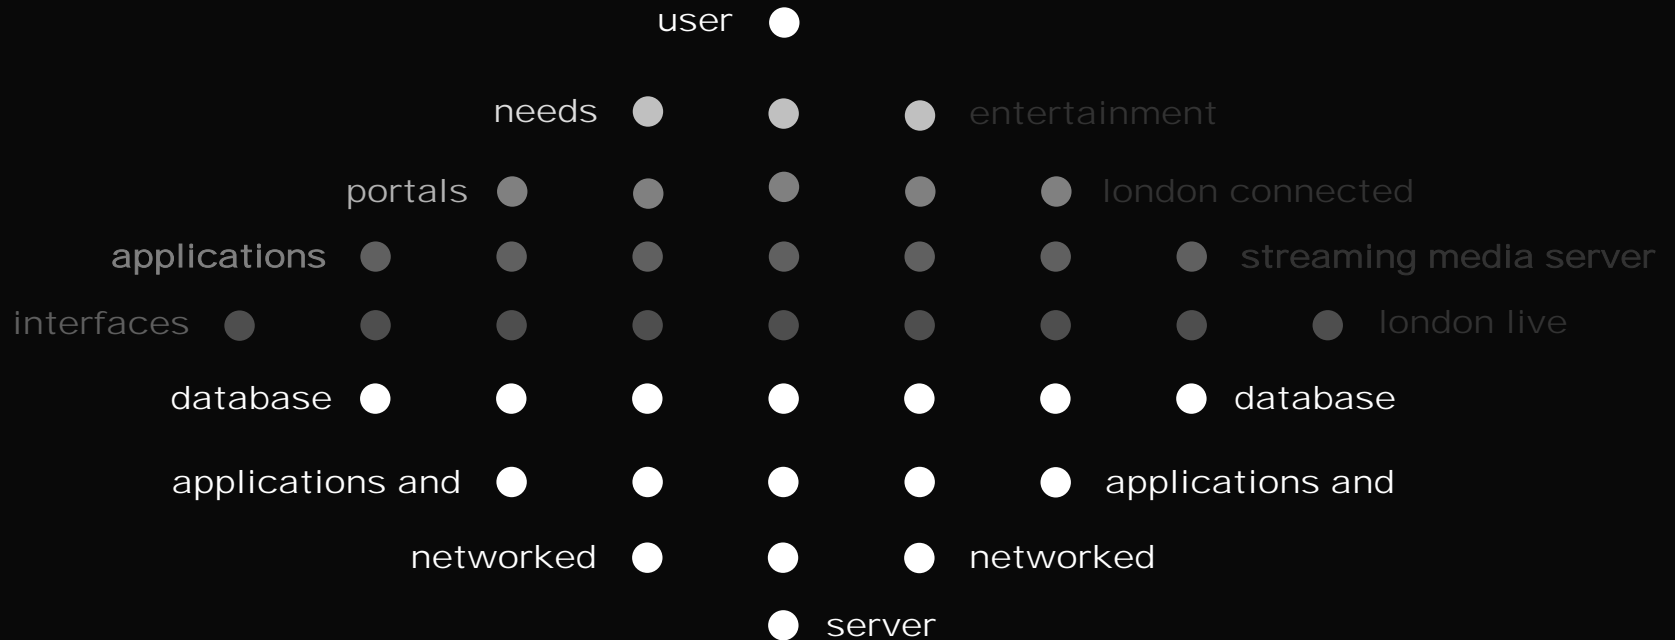 user
needs entertainment
portals london connected
applications streaming media server
interfaces london live
database database
applications and applications and
networked networked
server